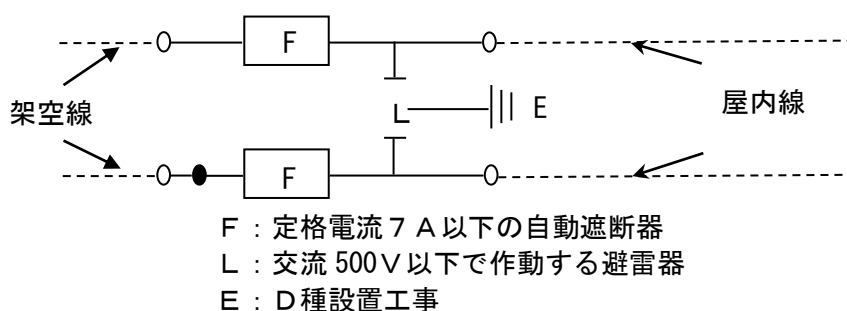 F
架空線
L
E
屋内線
F
F：定格電流７Ａ以下の自動遮断器
L：交流500V以下で作動する避雷器
E：Ｄ種設置工事